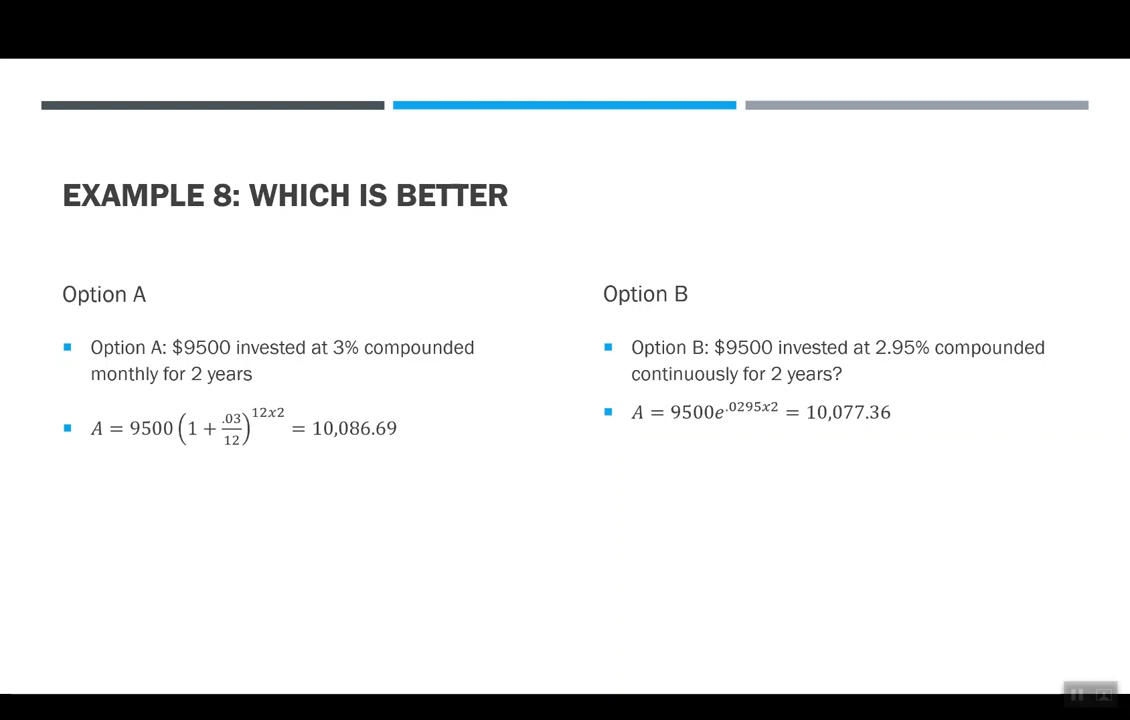 EXAMPLE 8: WHICH IS BETTER
Option A
▪ Option A: $9500 invested at 3% compounded
monthly for 2 years
▪ A = 9500(1 + .03/12)^12x2 = 10,086.69
Option B
▪ Option B: $9500 invested at 2.95% compounded
continuously for 2 years?
▪ A = 9500e^.0295x2 = 10,077.36